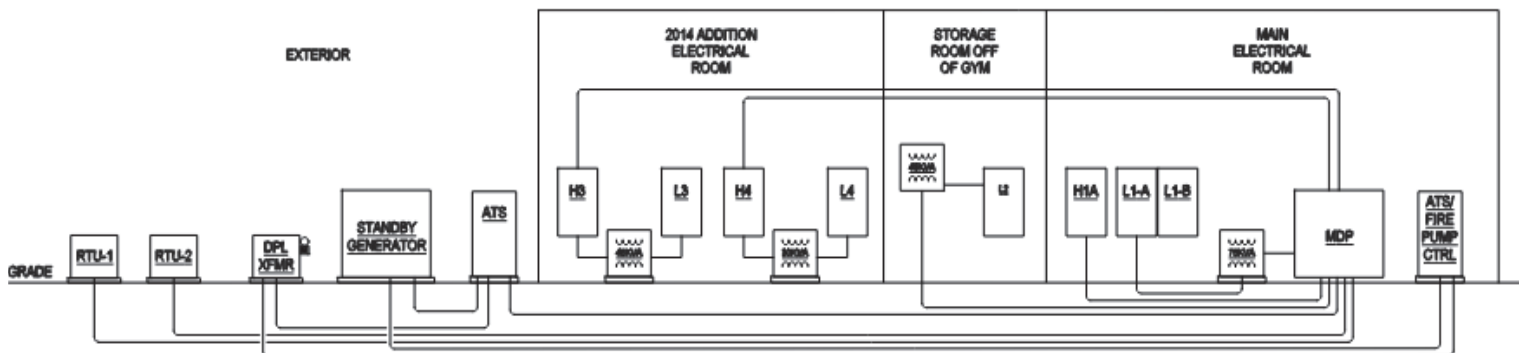 EXTERIOR
2014 ADDITION
ELECTRICAL
ROOM
STORAGE
ROOM OFF
OF GYM
MAIN
ELECTRICAL
ROOM
GRADE
RTU-1
RTU-2
DPL
XFMR
STANDBY
GENERATOR
ATS
H3
L3
H4
L4
L2
H1A
L1-A
L1-B
MDP
ATS/
FIRE
PUMP
CTRL